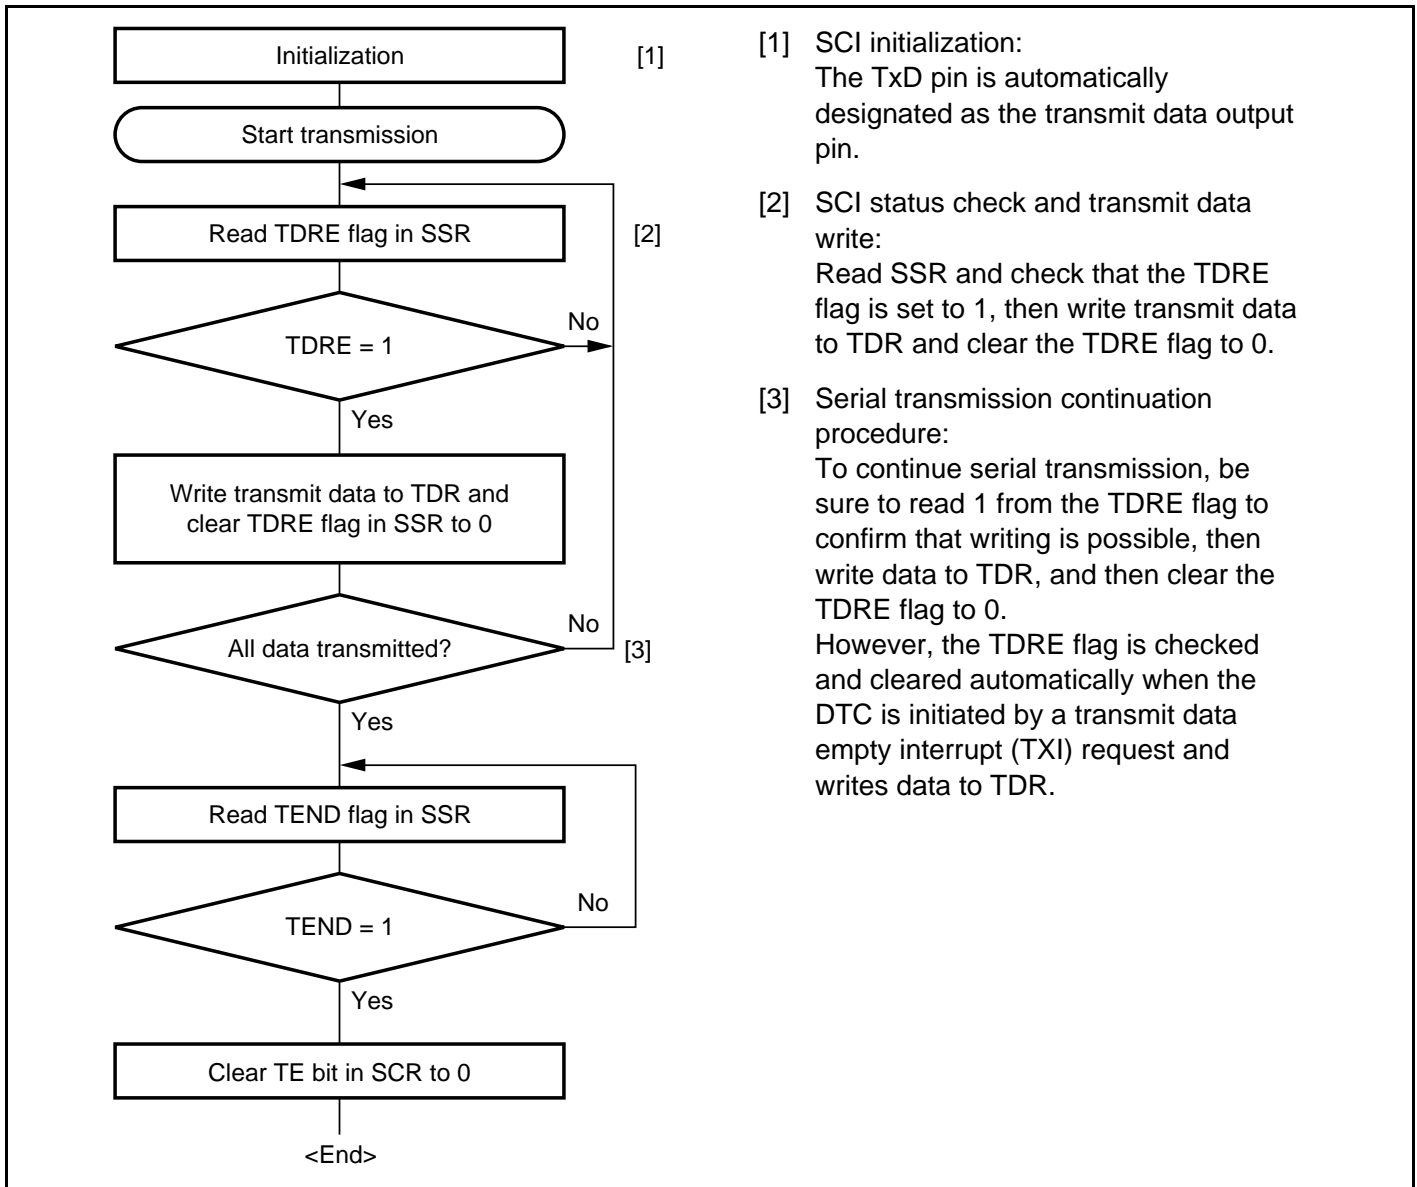 Initialization
[1]
Start transmission
Read TDRE flag in SSR
[2]
TDRE = 1
No
Yes
Write transmit data to TDR and
clear TDRE flag in SSR to 0
All data transmitted?
No
[3]
Yes
Read TEND flag in SSR
TEND = 1
No
Yes
Clear TE bit in SCR to 0
<End>
[1] SCI initialization:
The TxD pin is automatically
designated as the transmit data output
pin.
[2] SCI status check and transmit data
write:
Read SSR and check that the TDRE
flag is set to 1, then write transmit data
to TDR and clear the TDRE flag to 0.
[3] Serial transmission continuation
procedure:
To continue serial transmission, be
sure to read 1 from the TDRE flag to
confirm that writing is possible, then
write data to TDR, and then clear the
TDRE flag to 0.
However, the TDRE flag is checked
and cleared automatically when the
DTC is initiated by a transmit data
empty interrupt (TXI) request and
writes data to TDR.